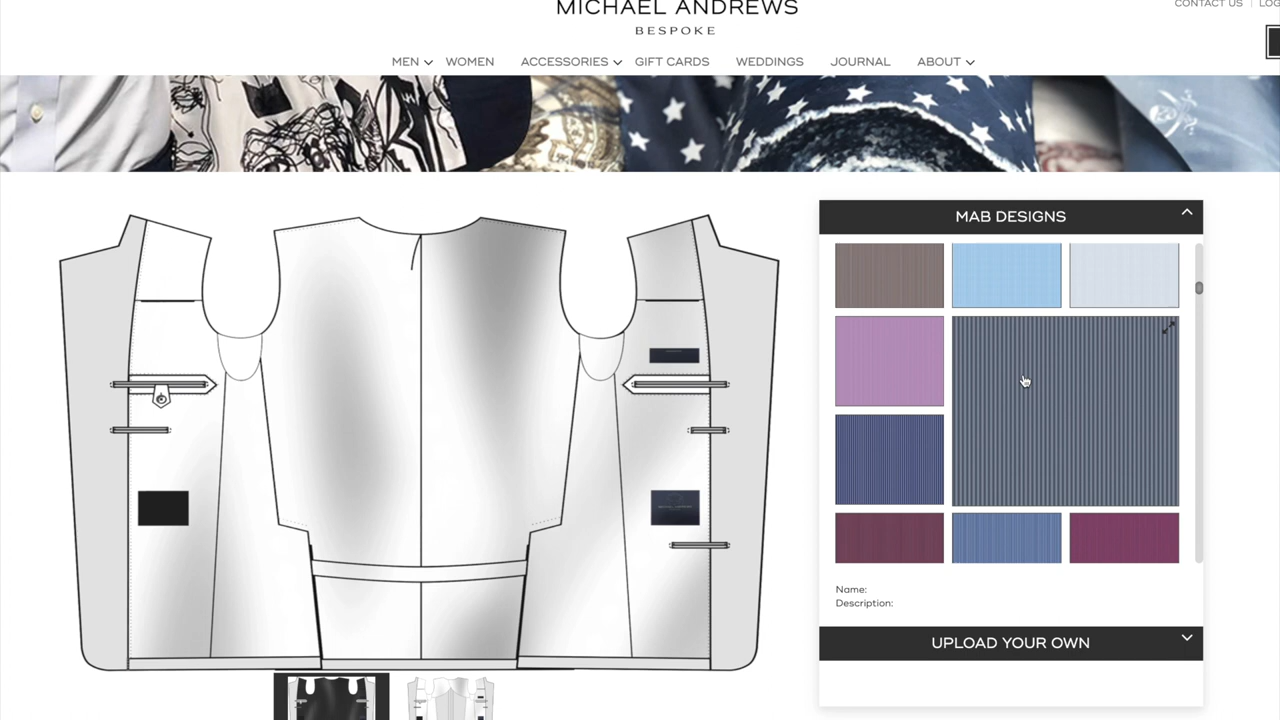 MICHAEL ANDREWS
BESPOKE
CONTACT US
MEN
WOMEN
ACCESSORIES
GIFT CARDS
WEDDINGS
JOURNAL
ABOUT
MAB DESIGNS
Name:
Description:
UPLOAD YOUR OWN